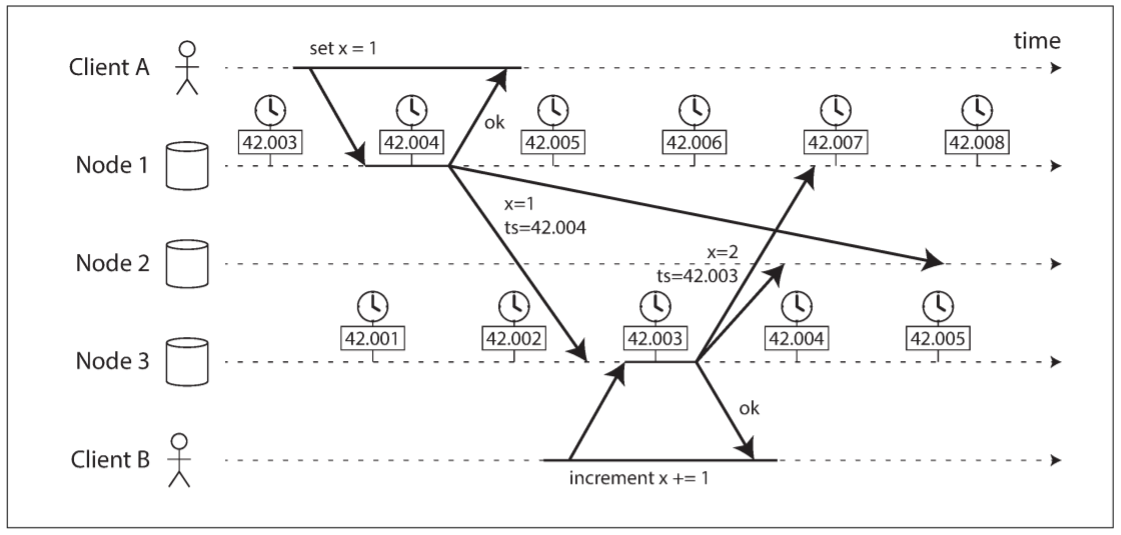 set x = 1
time
Client A
42.003
42.004
ok
42.005
42.006
42.007
42.008
Node 1
x=1
ts=42.004
x=2
ts=42.003
Node 2
42.001
42.002
42.003
42.004
42.005
Node 3
ok
Client B
increment x += 1